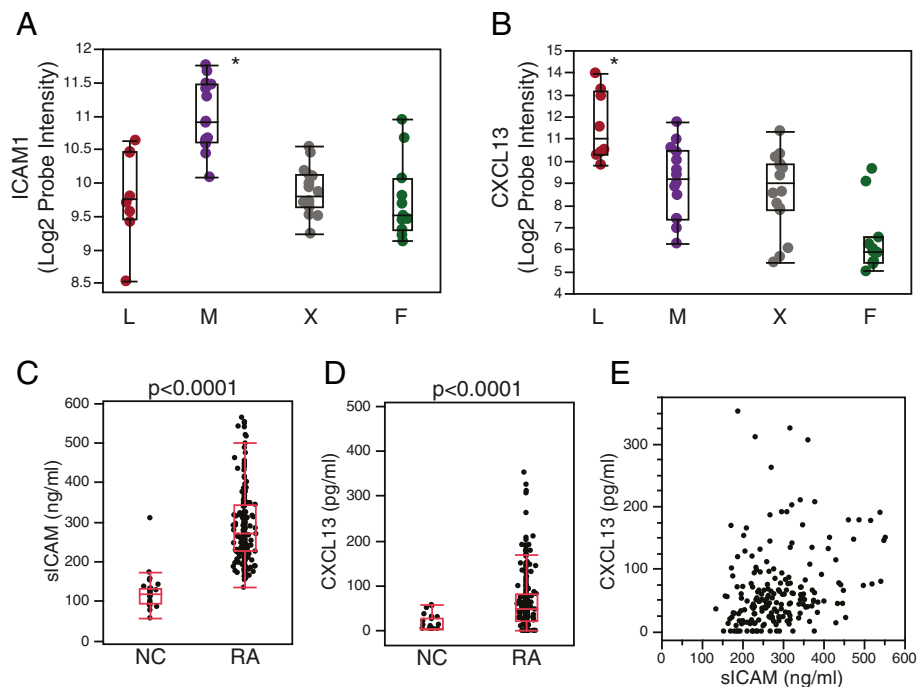 A
ICAM1
(Log2 Probe Intensity)
12
11.5
11
10.5
10
9.5
9
8.5
*
L M X F
B
CXCL13
(Log2 Probe Intensity)
15
14
13
12
11
10
9
8
7
6
5
4
*
L M X F
C
p<0.0001
sICAM (ng/ml)
600
500
400
300
200
100
0
NC RA
D
p<0.0001
CXCL13 (pg/ml)
500
400
300
200
100
0
NC RA
E
CXCL13 (pg/ml)
300
200
100
0
0 100 200 300 400 500 600
sICAM (ng/ml)